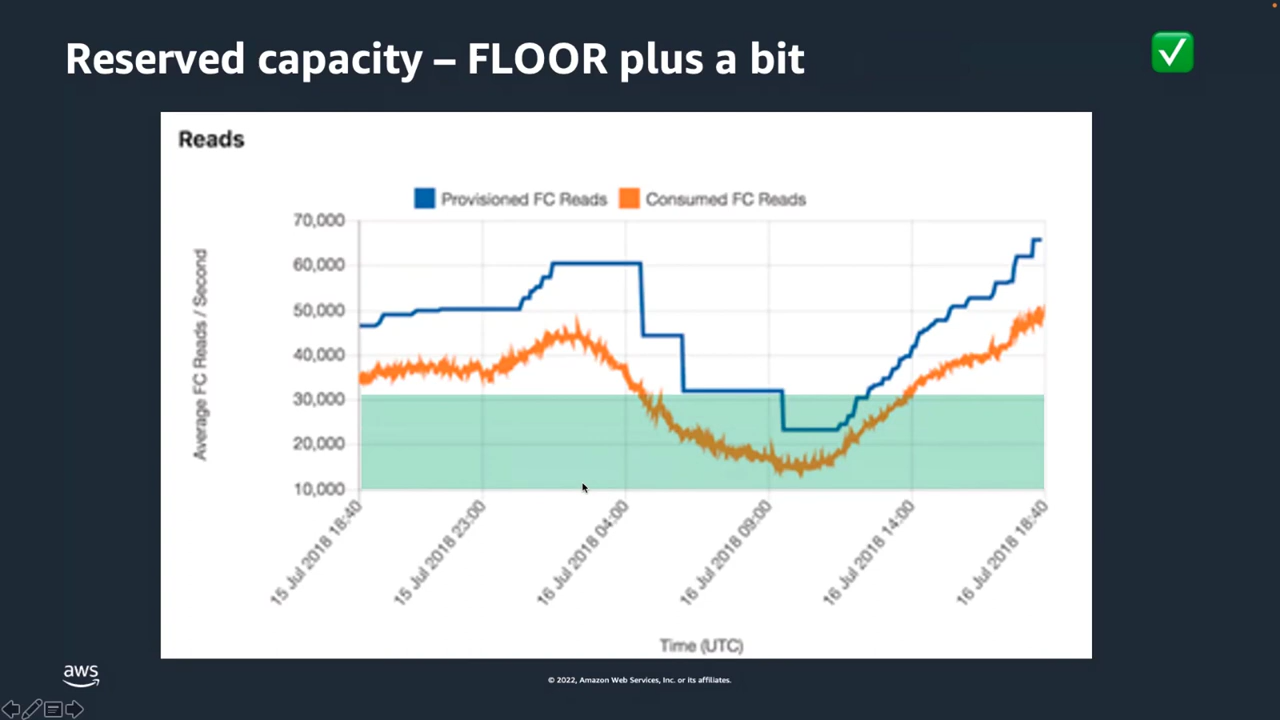 Reserved capacity – FLOOR plus a bit
Reads
Provisioned FC Reads
Consumed FC Reads
Average FC Reads / Second
70,000
60,000
50,000
40,000
30,000
20,000
10,000
15 Jul 2018 18:40
15 Jul 2018 23:00
16 Jul 2018 04:00
16 Jul 2018 09:00
16 Jul 2018 14:00
16 Jul 2018 18:40
Time (UTC)
aws
© 2022, Amazon Web Services, Inc. or its affiliates.